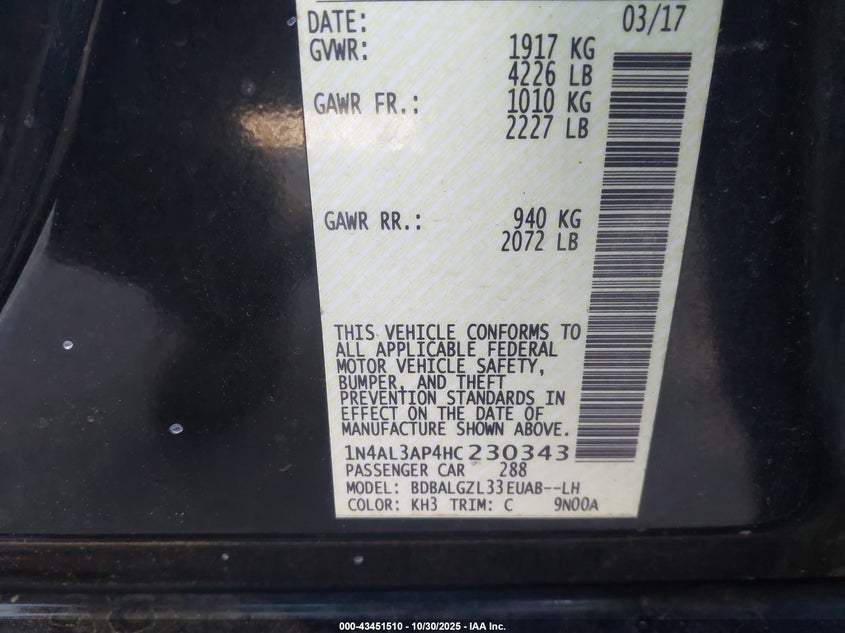 DATE: 03/17
GVWR: 1917 KG
4226 LB
GAWR FR.: 1010 KG
2227 LB
GAWR RR.: 940 KG
2072 LB
THIS VEHICLE CONFORMS TO
ALL APPLICABLE FEDERAL
MOTOR VEHICLE SAFETY,
BUMPER, AND THEFT
PREVENTION STANDARDS IN
EFFECT ON THE DATE OF
MANUFACTURE SHOWN ABOVE.
1N4AL3AP4HC230343
PASSENGER CAR 288
MODEL: BDBALGZL33EUAB--LH
COLOR: KH3 TRIM: C 9N00A
000-43451510 - 10/30/2025 - IAA Inc.